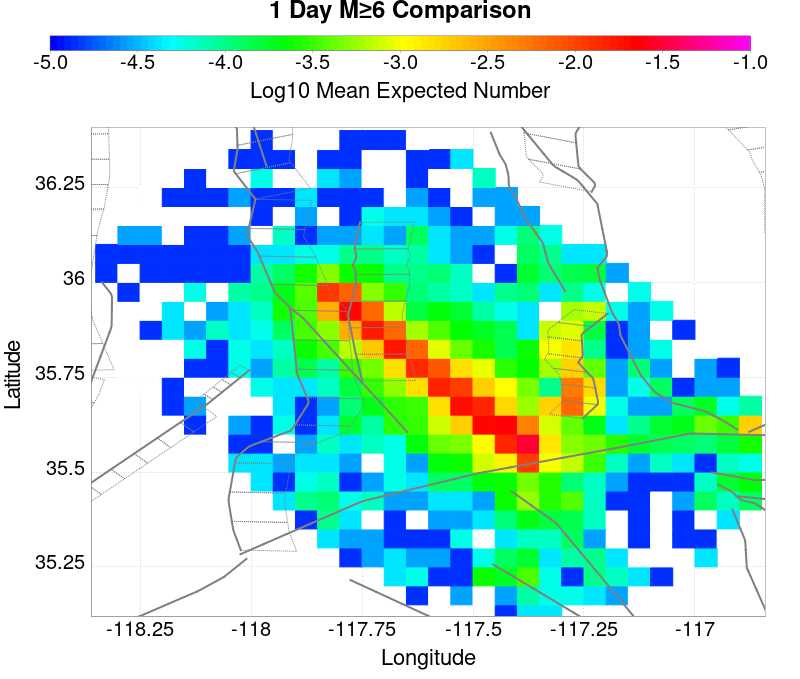 1 Day M≥6 Comparison
-5.0 -4.5 -4.0 -3.5 -3.0 -2.5 -2.0 -1.5 -1.0
Log10 Mean Expected Number
36.25
36
35.75
35.5
35.25
Latitude
-118.25 -118 -117.75 -117.5 -117.25 -117
Longitude